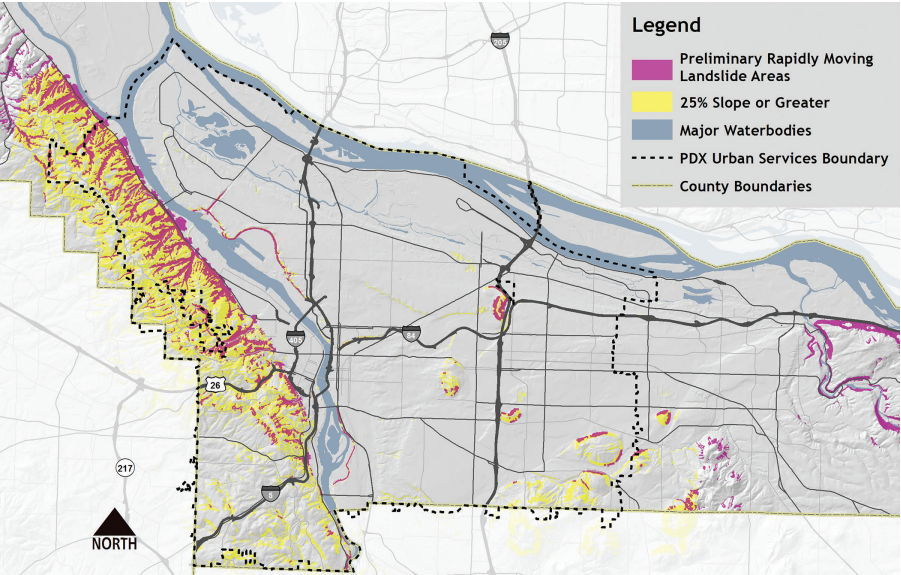 Legend
Preliminary Rapidly Moving
Landslide Areas
25% Slope or Greater
Major Waterbodies
PDX Urban Services Boundary
County Boundaries
205
84
405
26
217
5
NORTH